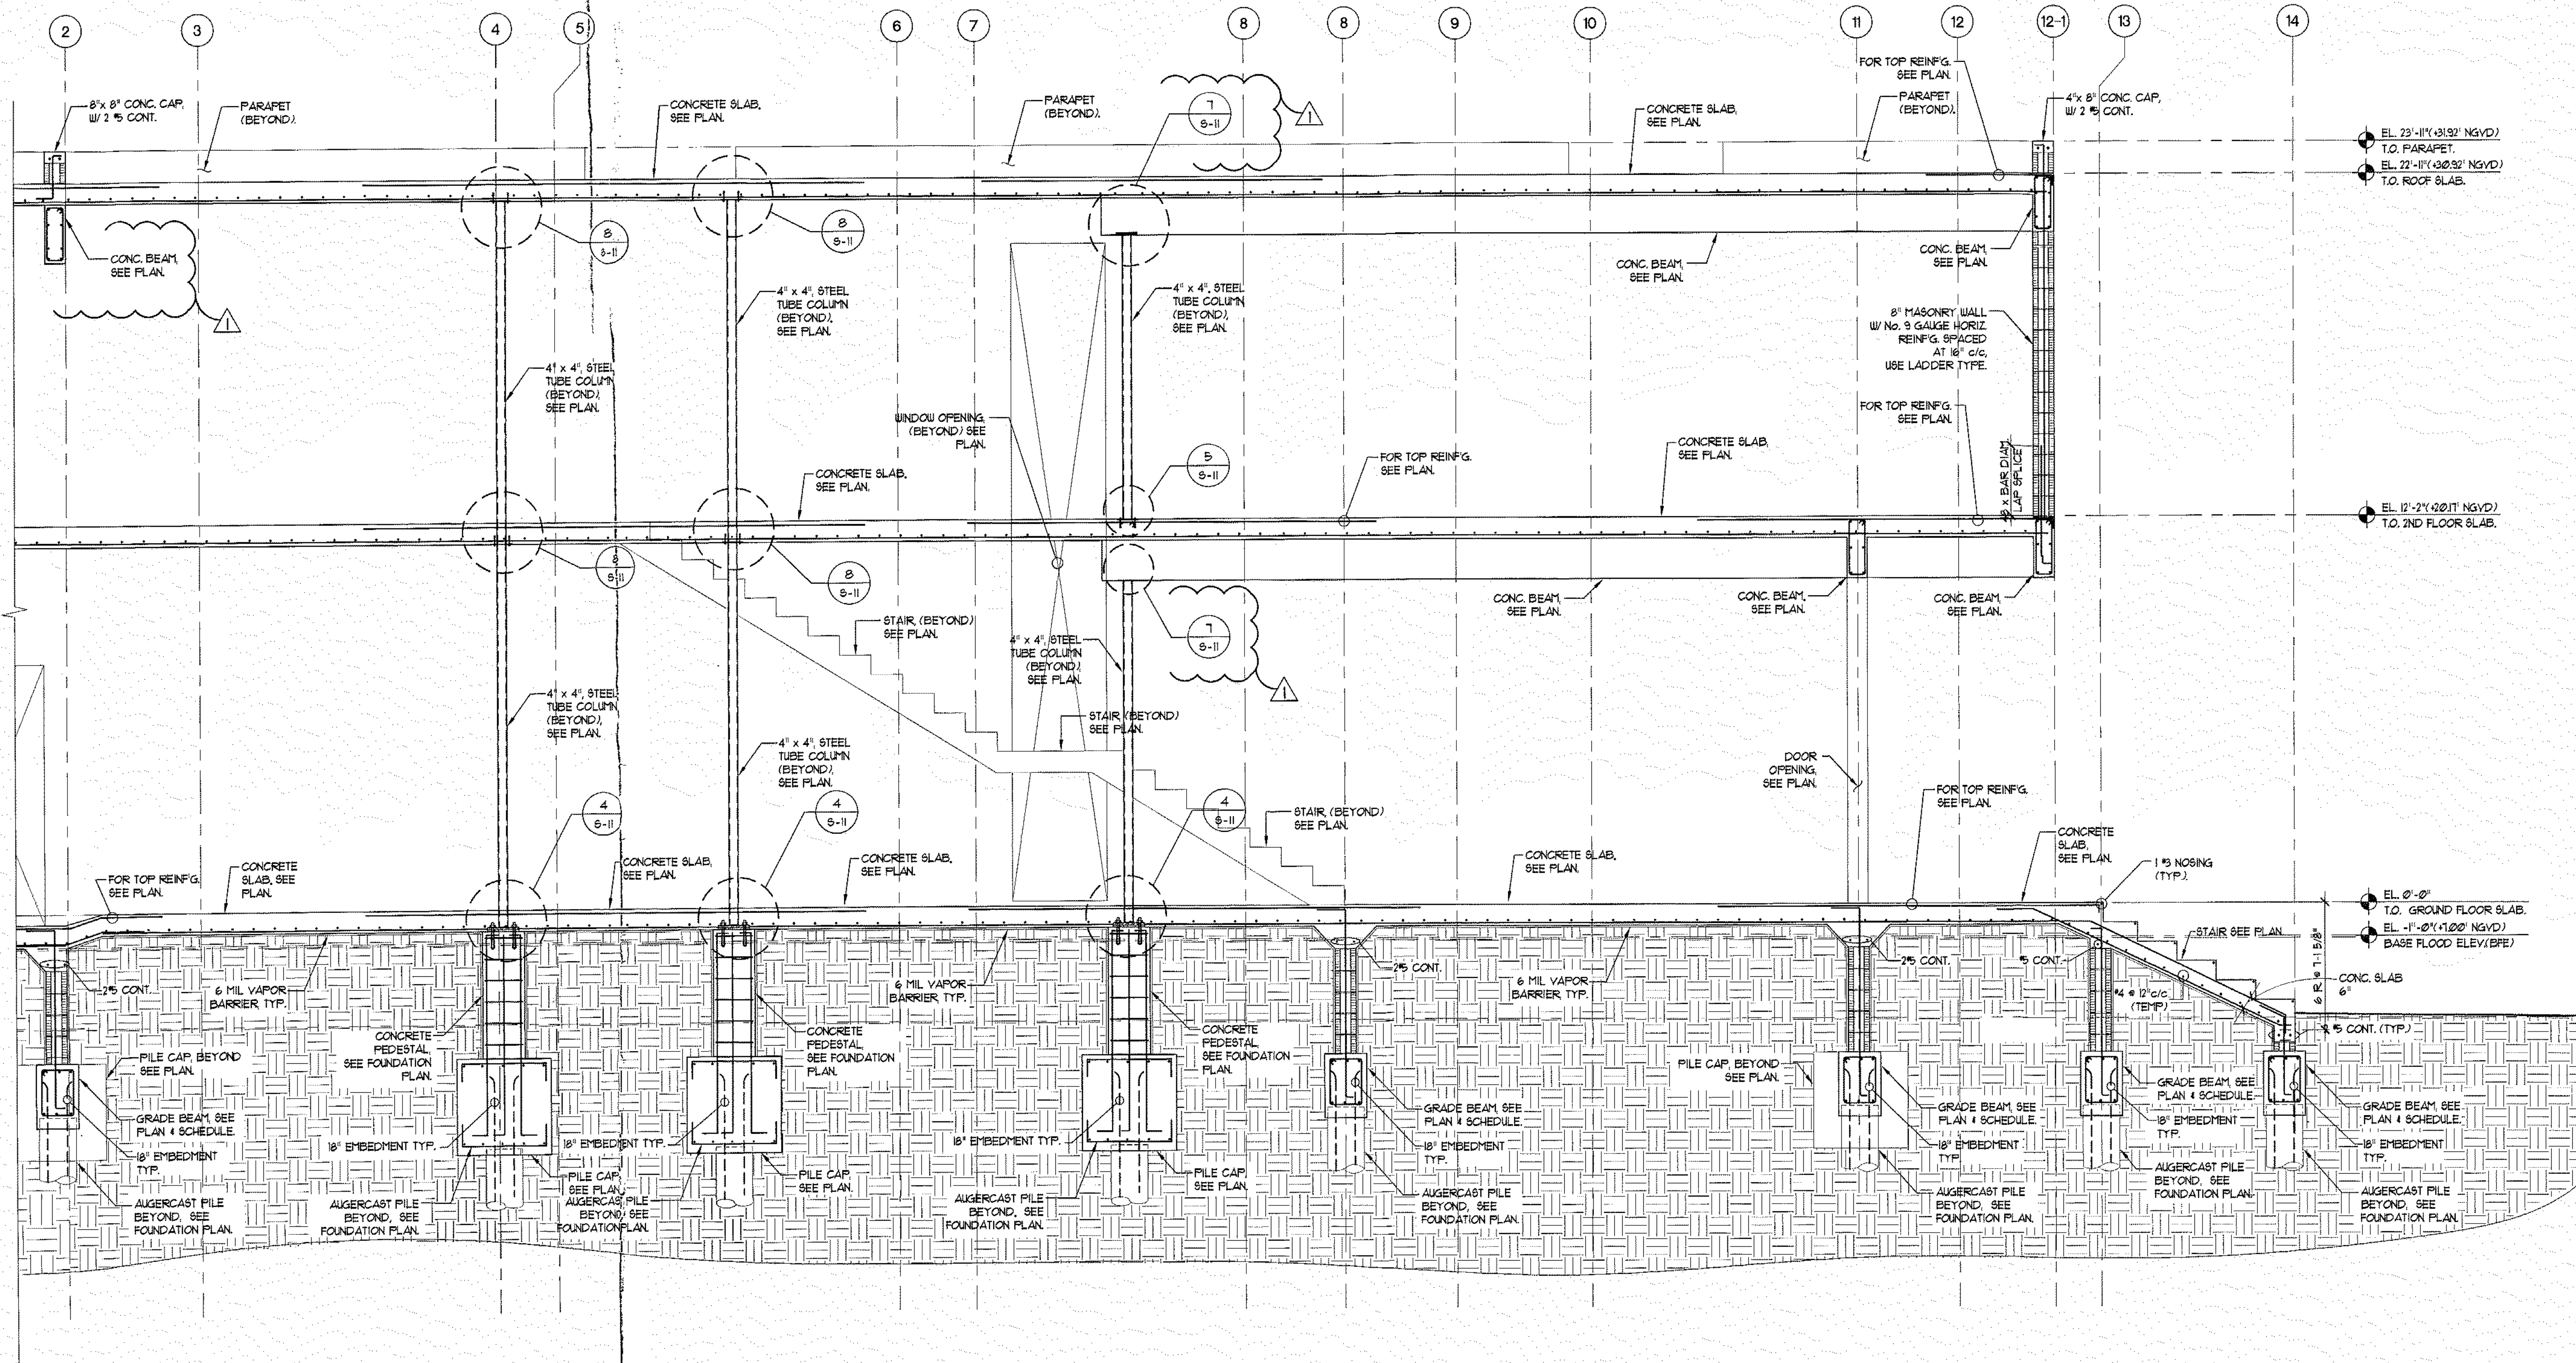 2
3
4
5
6
7
8
8
9
10
11
12
12-1
13
14
8"x 8" CONC. CAP,
W/ 2 #5 CONT.
PARAPET
(BEYOND).
CONCRETE SLAB,
SEE PLAN.
PARAPET
(BEYOND).
7
S-11
1
CONCRETE SLAB,
SEE PLAN.
FOR TOP REINF'G.
SEE PLAN.
PARAPET
(BEYOND).
4"x 8" CONC. CAP,
W/ 2 #5 CONT.
EL. 23'-11"(+31.92' NGVD)
T.O. PARAPET.
EL. 22'-11"(+30.92' NGVD)
T.O. ROOF SLAB.
CONC. BEAM,
SEE PLAN.
1
8
S-11
8
S-11
CONC. BEAM,
SEE PLAN.
CONC. BEAM,
SEE PLAN.
4" x 4", STEEL
TUBE COLUMN
(BEYOND),
SEE PLAN.
4" x 4", STEEL
TUBE COLUMN
(BEYOND),
SEE PLAN.
4" x 4", STEEL
TUBE COLUMN
(BEYOND),
SEE PLAN.
8" MASONRY WALL
W/ No. 9 GAUGE HORIZ.
REINF'G. SPACED
AT 16" c/c,
USE LADDER TYPE.
WINDOW OPENING,
(BEYOND) SEE
PLAN.
FOR TOP REINF'G.
SEE PLAN.
48 x BAR DIAM.
LAP SPLICE
CONCRETE SLAB,
SEE PLAN.
5
S-11
FOR TOP REINF'G.
SEE PLAN.
CONCRETE SLAB,
SEE PLAN.
EL. 12'-2"(+20.17' NGVD)
T.O. 2ND FLOOR SLAB.
8
S-11
8
S-11
CONC. BEAM,
SEE PLAN.
CONC. BEAM,
SEE PLAN.
CONC. BEAM,
SEE PLAN.
STAIR, (BEYOND)
SEE PLAN.
7
S-11
1
4" x 4", STEEL
TUBE COLUMN
(BEYOND),
SEE PLAN.
4" x 4", STEEL
TUBE COLUMN
(BEYOND),
SEE PLAN.
STAIR, (BEYOND)
SEE PLAN.
4" x 4", STEEL
TUBE COLUMN
(BEYOND),
SEE PLAN.
DOOR
OPENING,
SEE PLAN.
4
S-11
4
S-11
4
S-11
STAIR, (BEYOND)
SEE PLAN.
FOR TOP REINF'G.
SEE PLAN.
CONCRETE
SLAB,
SEE PLAN.
1 #3 NOSING
(TYP.).
FOR TOP REINF'G.
SEE PLAN.
CONCRETE
SLAB, SEE
PLAN.
CONCRETE SLAB,
SEE PLAN.
CONCRETE SLAB,
SEE PLAN.
CONCRETE SLAB,
SEE PLAN.
EL. 0'-0"
T.O. GROUND FLOOR SLAB.
EL. -1'-0"(+7.00' NGVD)
BASE FLOOD ELEV.(BFE)
STAIR SEE PLAN
6 R @ 7-1 5/8"
2#5 CONT.
6 MIL VAPOR
BARRIER, TYP.
6 MIL VAPOR
BARRIER, TYP.
2#5 CONT.
6 MIL VAPOR
BARRIER, TYP.
2#5 CONT.
#5 CONT.
#4 @ 12"c/c
(TEMP)
CONC. SLAB
6"
#5 CONT. (TYP.)
PILE CAP, BEYOND
SEE PLAN.
CONCRETE
PEDESTAL,
SEE FOUNDATION
PLAN.
CONCRETE
PEDESTAL,
SEE FOUNDATION
PLAN.
CONCRETE
PEDESTAL,
SEE FOUNDATION
PLAN.
PILE CAP, BEYOND
SEE PLAN.
GRADE BEAM, SEE
PLAN & SCHEDULE.
GRADE BEAM, SEE
PLAN & SCHEDULE.
GRADE BEAM, SEE
PLAN & SCHEDULE.
GRADE BEAM, SEE
PLAN & SCHEDULE.
GRADE BEAM, SEE
PLAN & SCHEDULE.
18" EMBEDMENT
TYP.
18" EMBEDMENT TYP.
18" EMBEDMENT TYP.
18" EMBEDMENT TYP.
18" EMBEDMENT
TYP.
18" EMBEDMENT
TYP.
18" EMBEDMENT
TYP.
18" EMBEDMENT
TYP.
PILE CAP,
SEE PLAN.
PILE CAP,
SEE PLAN.
PILE CAP,
SEE PLAN.
AUGERCAST PILE
BEYOND, SEE
FOUNDATION PLAN.
AUGERCAST PILE
BEYOND, SEE
FOUNDATION PLAN.
AUGERCAST PILE
BEYOND, SEE
FOUNDATION PLAN.
AUGERCAST PILE
BEYOND, SEE
FOUNDATION PLAN.
AUGERCAST PILE
BEYOND, SEE
FOUNDATION PLAN.
AUGERCAST PILE
BEYOND, SEE
FOUNDATION PLAN.
AUGERCAST PILE
BEYOND, SEE
FOUNDATION PLAN.
AUGERCAST PILE
BEYOND, SEE
FOUNDATION PLAN.